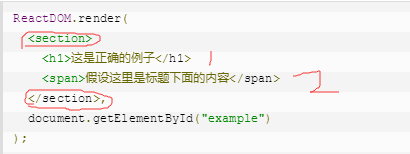 ReactDOM.render(
<section>
<h1>这是正确的例子</h1>
<span>假设这里是标题下面的内容</span>
</section>,
document.getElementById("example")
);